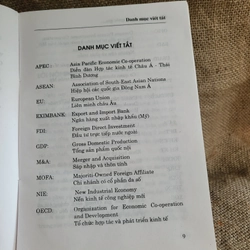 Danh mục viết tắt
DANH MỤC VIẾT TẮT
APEC: Asia Pacific Economic Co-operation
Diễn đàn Hợp tác kinh tế Châu Á - Thái
Bình Dương
ASEAN: Association of South-East Asian Nations
Hiệp hội các quốc gia Đông Nam Á
EU: European Union
Liên minh châu Âu
EXIMBANK: Export and Import Bank
Ngân hàng xuất nhập khẩu (Mỹ)
FDI: Foreign Direct Investment
Đầu tư trực tiếp nước ngoài
GDP: Gross Domestic Production
Tổng sản phẩm quốc nội
M&A: Merger and Acquisition
Sáp nhập và thôn tính
MOFA: Majority-Owned Foreign Affiliate
Chi nhánh có cổ phần đa số
NIE: New Industrial Economy
Nền kinh tế công nghiệp mới
OECD: Organisation for Economic Co-operation
and Development
Tổ chức hợp tác và phát triển kinh tế
9